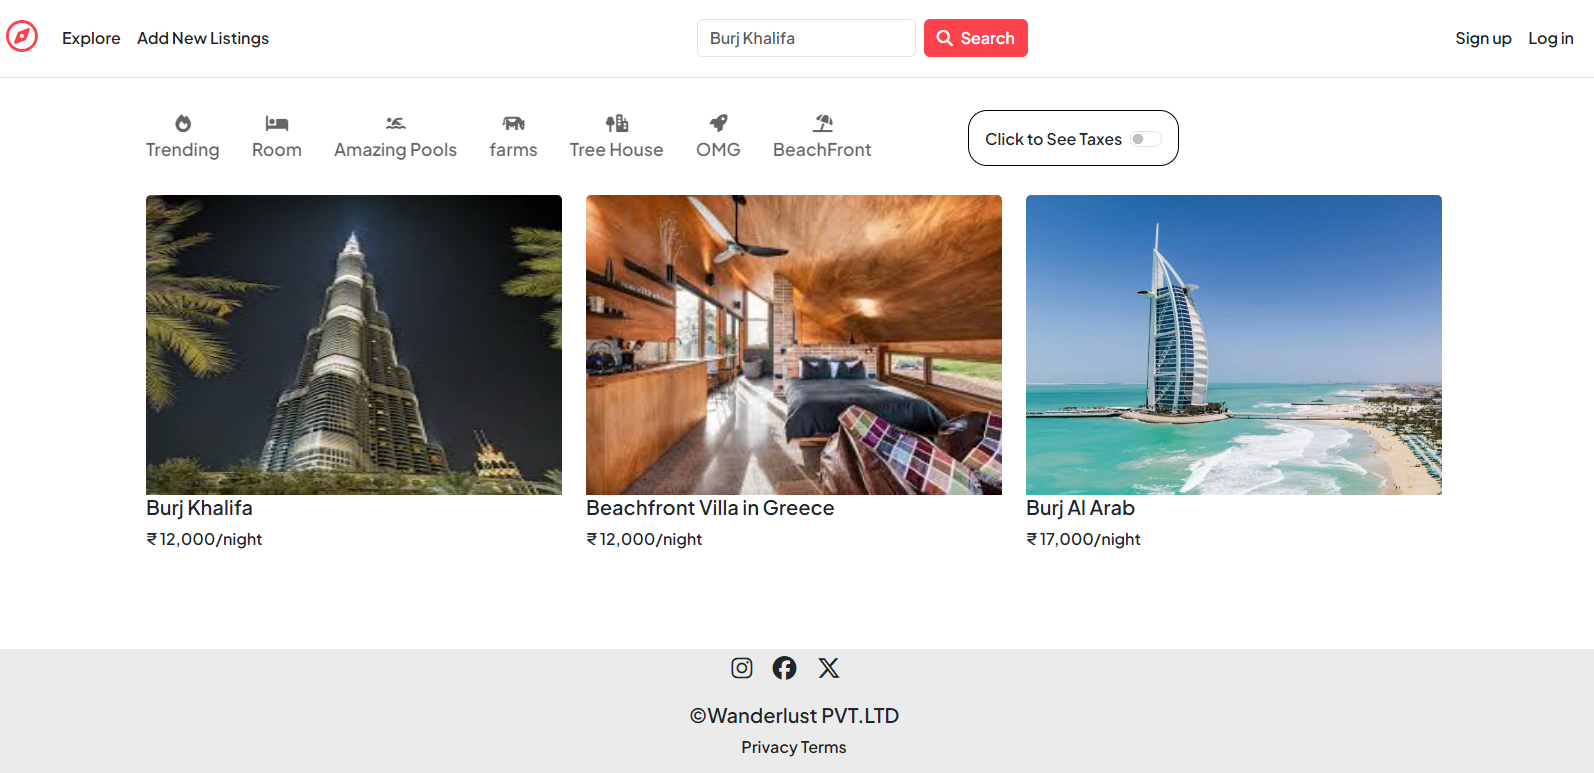 Explore Add New Listings Burj Khalifa Search Sign up Log in
Trending Room Amazing Pools farms Tree House OMG BeachFront Click to See Taxes
Burj Khalifa Beachfront Villa in Greece Burj Al Arab
₹ 12,000/night ₹ 12,000/night ₹ 17,000/night
©Wanderlust PVT.LTD
Privacy Terms